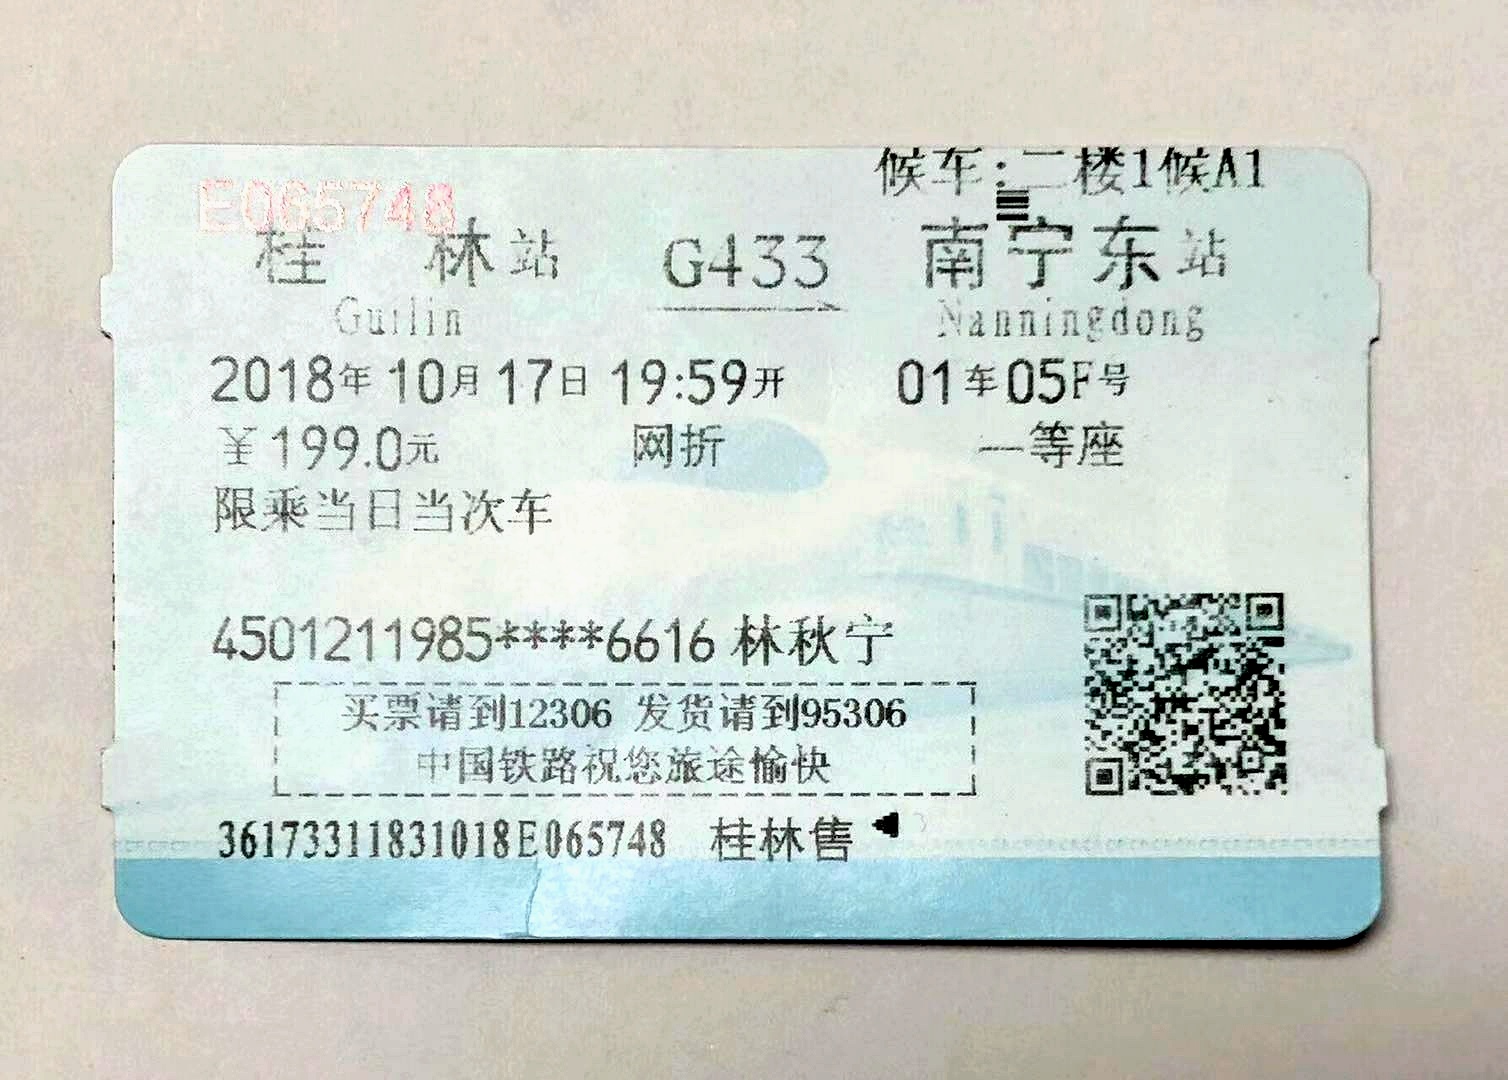 候车:二楼1候A1
E065748
桂 林站 G433 南宁东站
Guilin Nanningdong
2018年10月17日 19:59开 01车05F号
¥199.0元 网折 一等座
限乘当日当次车
4501211985****6616 林秋宁
买票请到12306 发货请到95306
中国铁路祝您旅途愉快
36173311831018E065748 桂林售